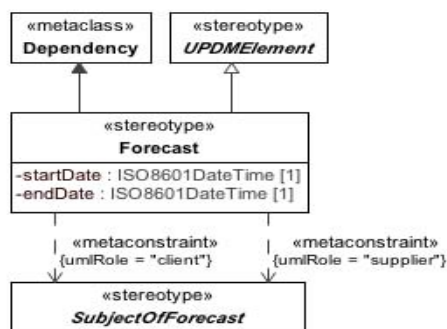 «metaclass» «stereotype»
Dependency UPDMElement
«stereotype»
Forecast
-startDate : ISO8601DateTime [1]
-endDate : ISO8601DateTime [1]
«metaconstraint» «metaconstraint»
{umlRole = "client"} {umlRole = "supplier"}
«stereotype»
SubjectOfForecast